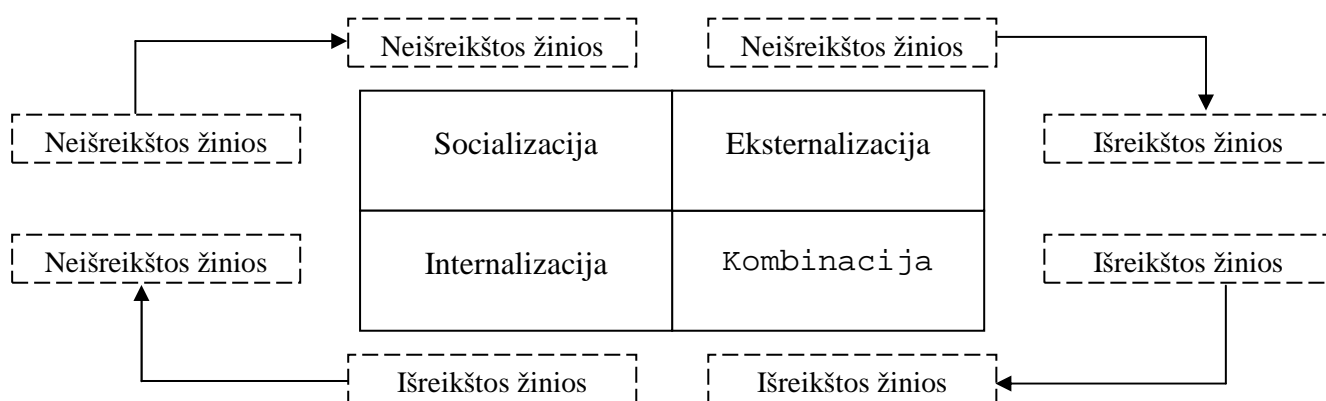 Neišreikštos žinios Neišreikštos žinios
Neišreikštos žinios Socializacija Eksternalizacija Išreikštos žinios
Neišreikštos žinios Internalizacija Kombinacija Išreikštos žinios
Išreikštos žinios Išreikštos žinios